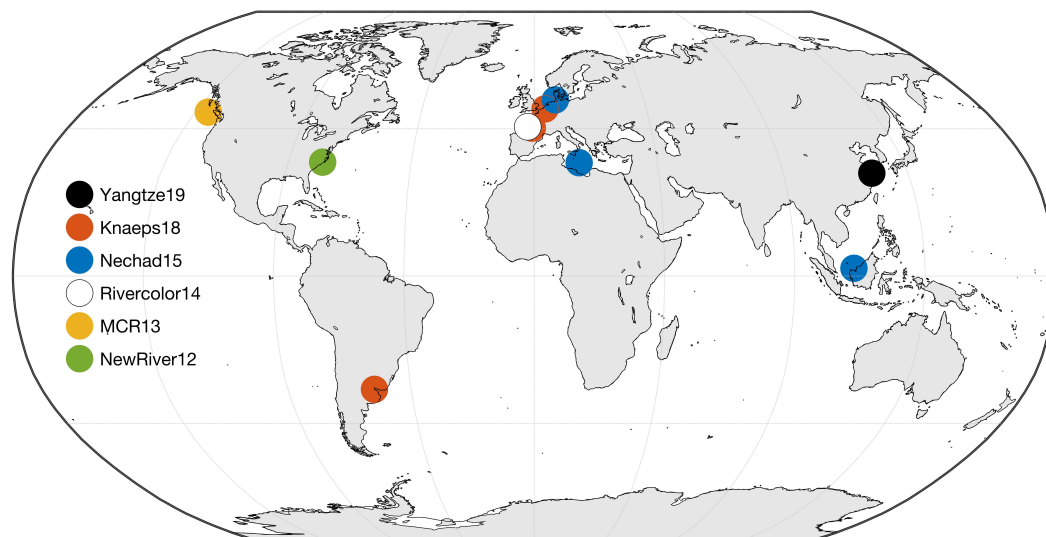 Yangtze19
Knaeps18
Nechad15
Rivercolor14
MCR13
NewRiver12